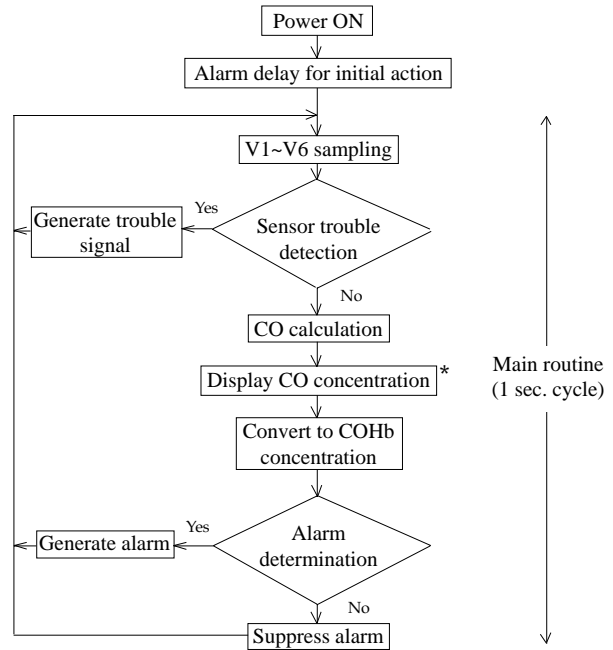 Power ON
Alarm delay for initial action
V1~V6 sampling
Generate trouble
signal
Yes
Sensor trouble
detection
No
CO calculation
Display CO concentration *
Main routine
(1 sec. cycle)
Convert to COHb
concentration
Generate alarm
Yes
Alarm
determination
No
Suppress alarm